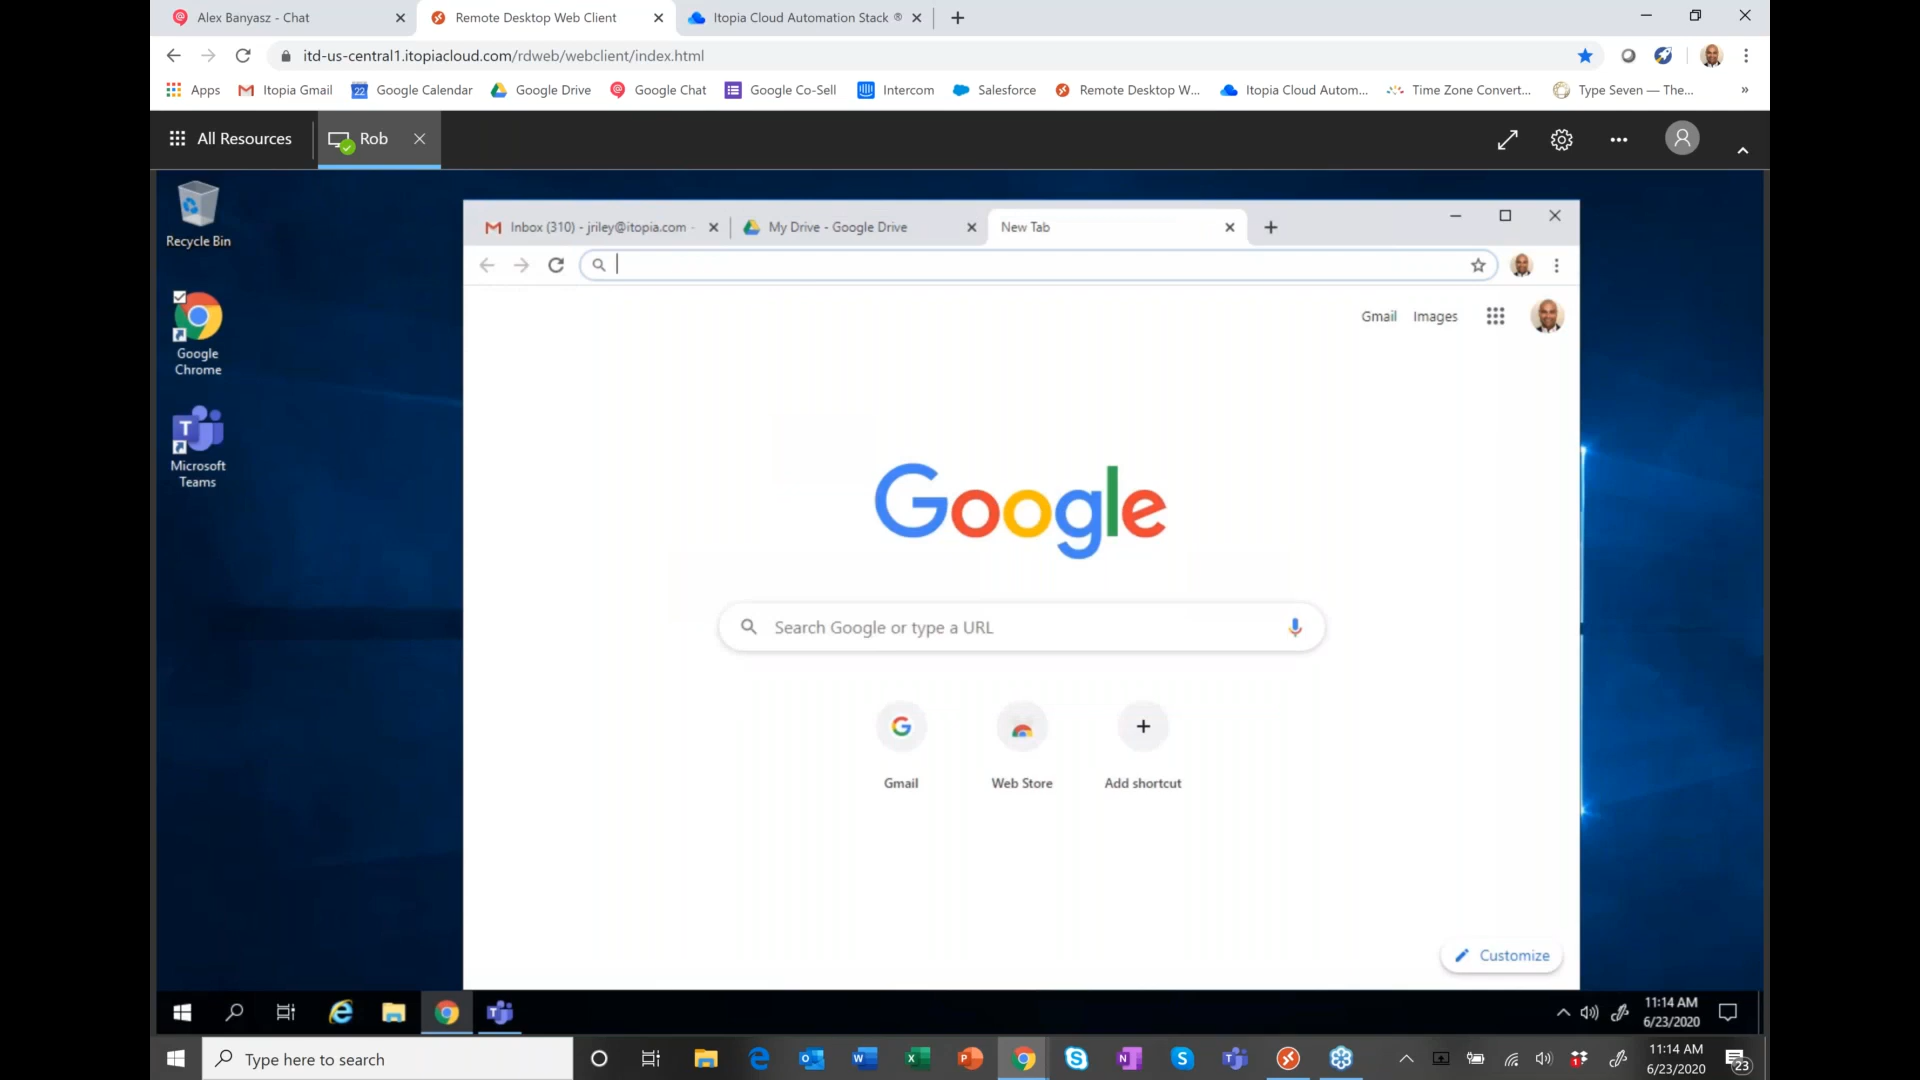 Alex Banyasz - Chat
Remote Desktop Web Client
Itopia Cloud Automation Stack ®
itd-us-central1.itopiacloud.com/rdweb/webclient/index.html
Apps
Itopia Gmail
22
Google Calendar
Google Drive
Google Chat
Google Co-Sell
Intercom
Salesforce
Remote Desktop W...
Itopia Cloud Autom...
Time Zone Convert...
Type Seven — The...
»
All Resources
Rob
Recycle Bin
Google
Chrome
Microsoft
Teams
Inbox (310) - jriley@itopia.com -
My Drive - Google Drive
New Tab
Gmail
Images
Google
Search Google or type a URL
Gmail
Web Store
Add shortcut
Customize
11:14 AM
6/23/2020
Type here to search
11:14 AM
6/23/2020
23